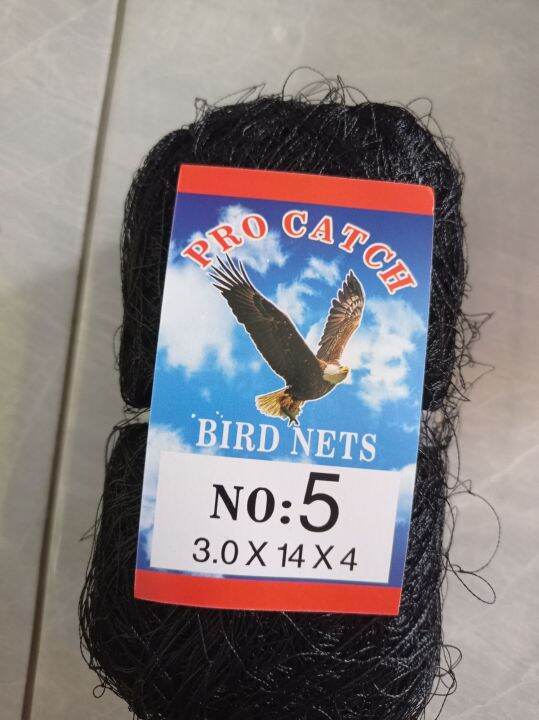 PRO CATCH
BIRD NETS
NO:5
3.0 X 14 X 4